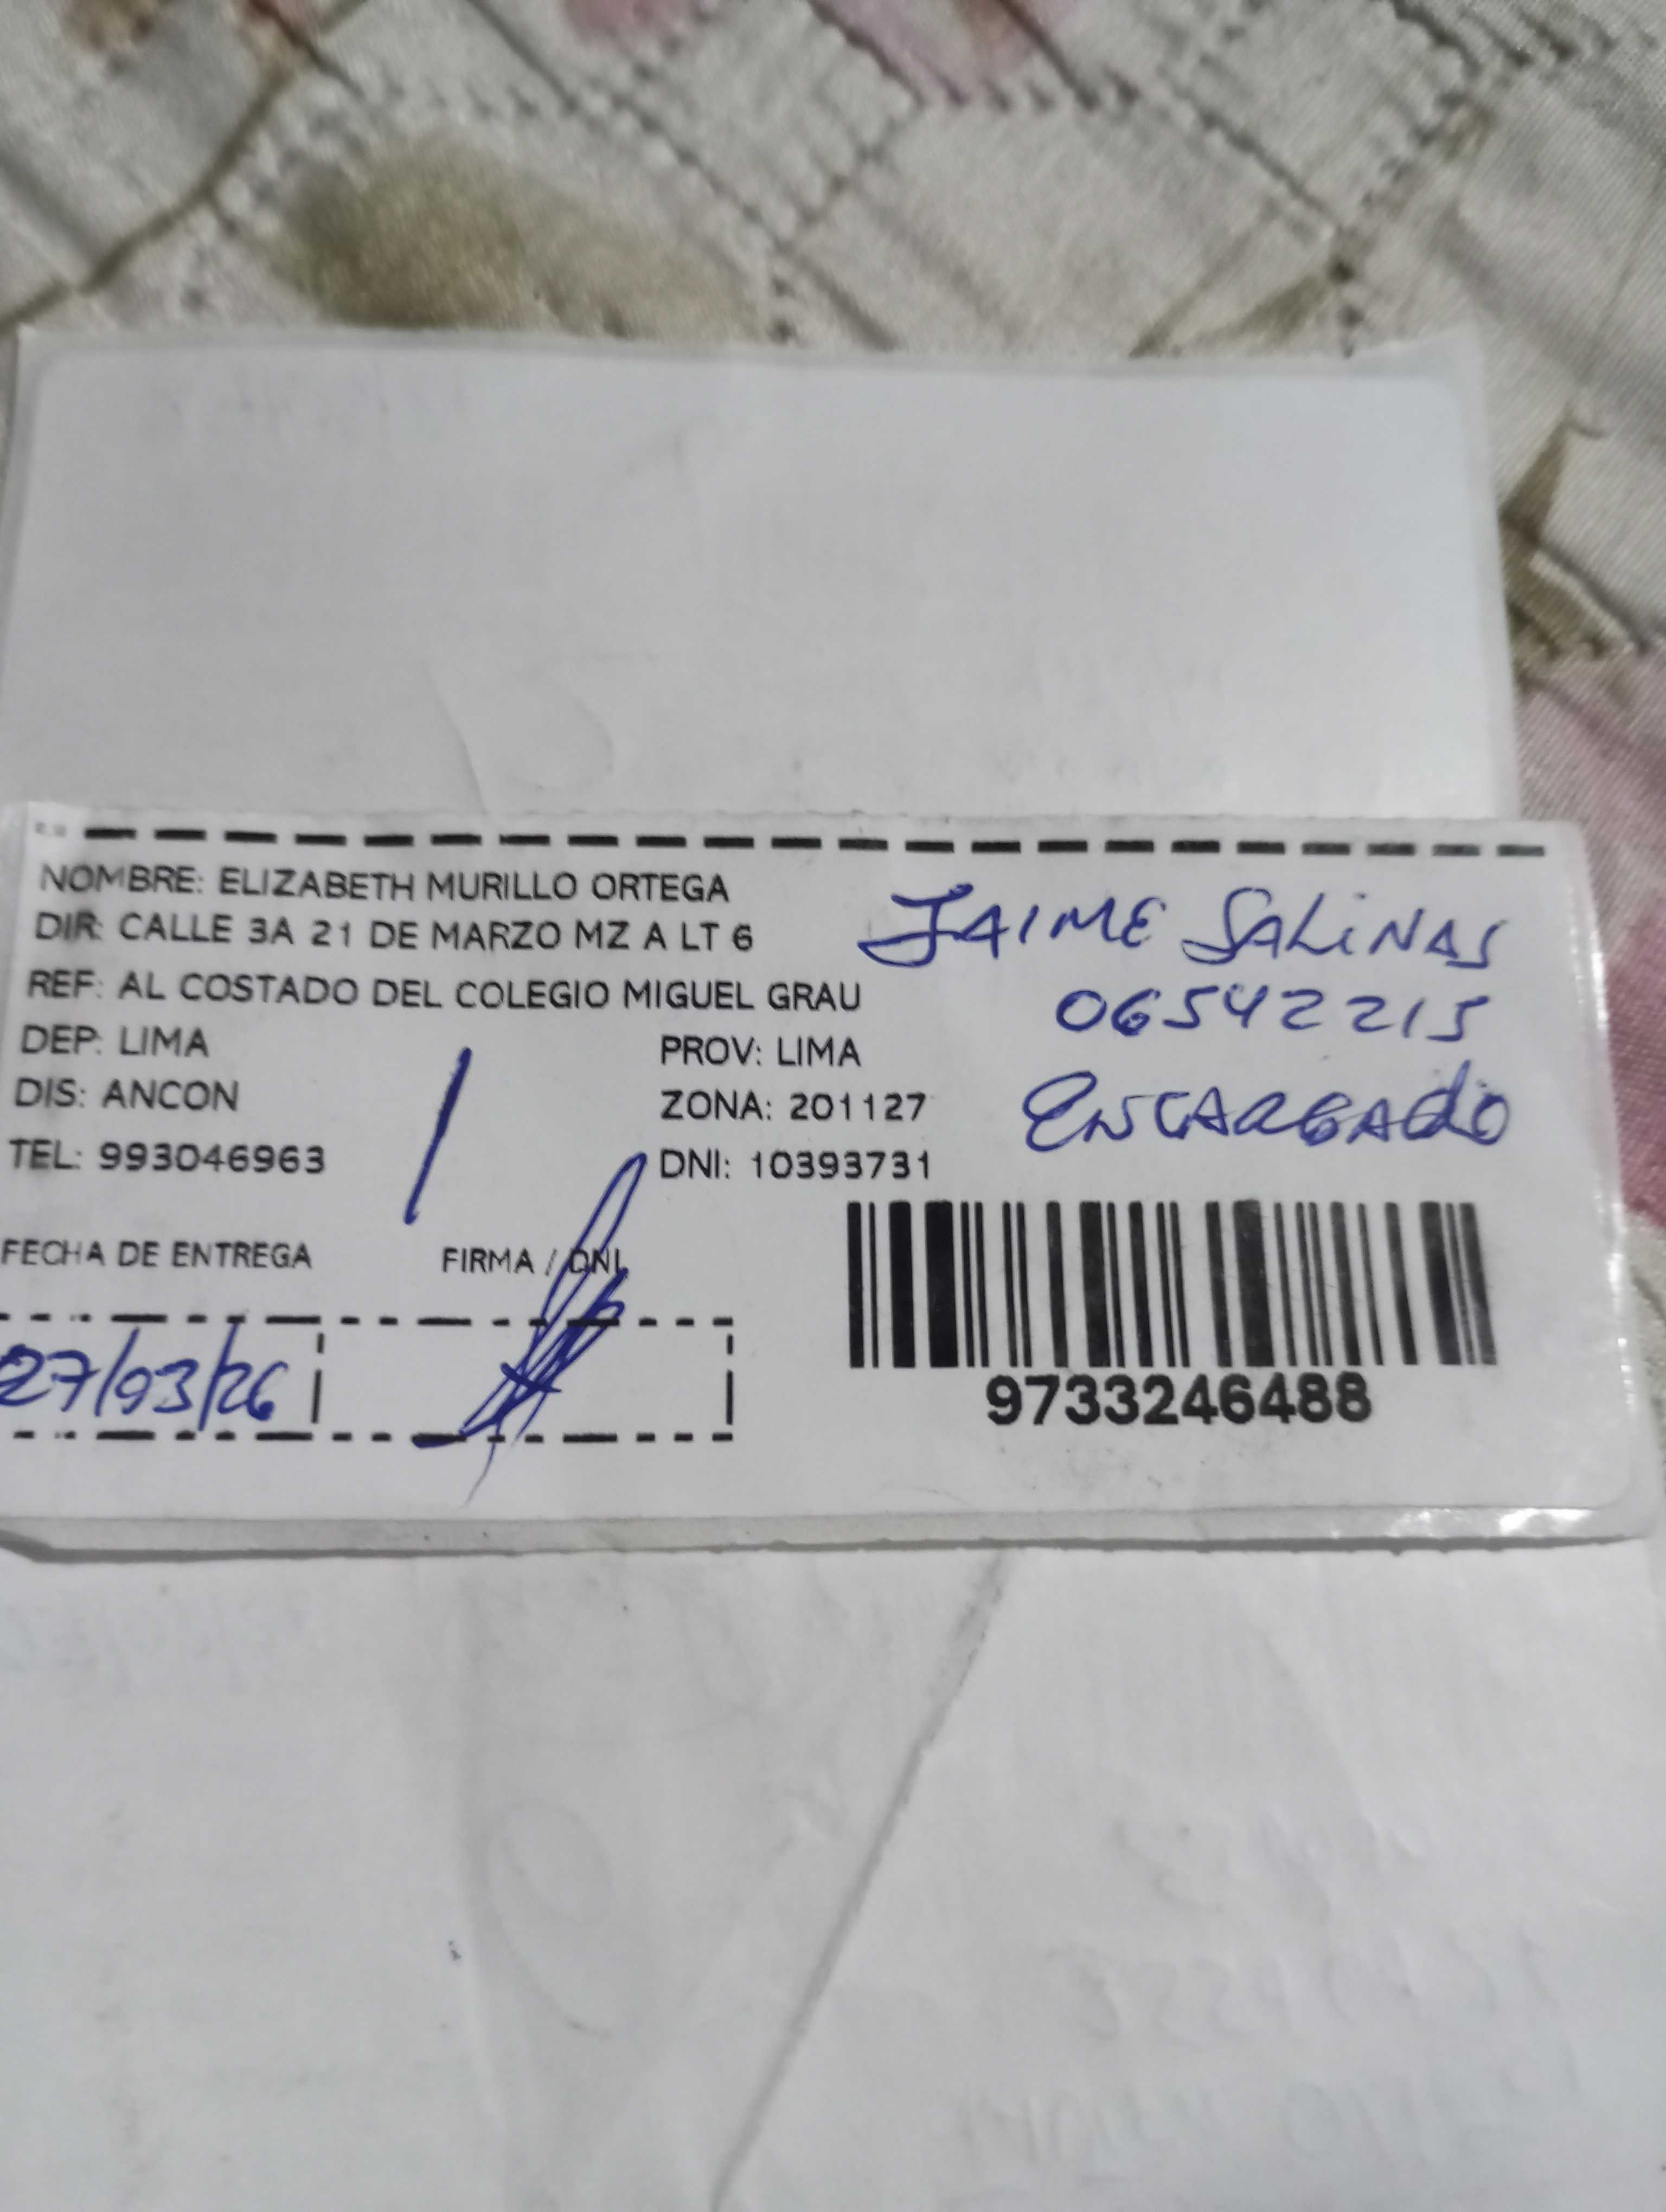 NOMBRE: ELIZABETH MURILLO ORTEGA
DIR: CALLE 3A 21 DE MARZO MZ A LT 6
REF: AL COSTADO DEL COLEGIO MIGUEL GRAU
DEP: LIMA
PROV: LIMA
DIS: ANCON
ZONA: 201127
TEL: 993046963
DNI: 10393731
JAIME SALINAS
06542215
ENCARGADO
FECHA DE ENTREGA
FIRMA / DNI
27/03/26
9733246488